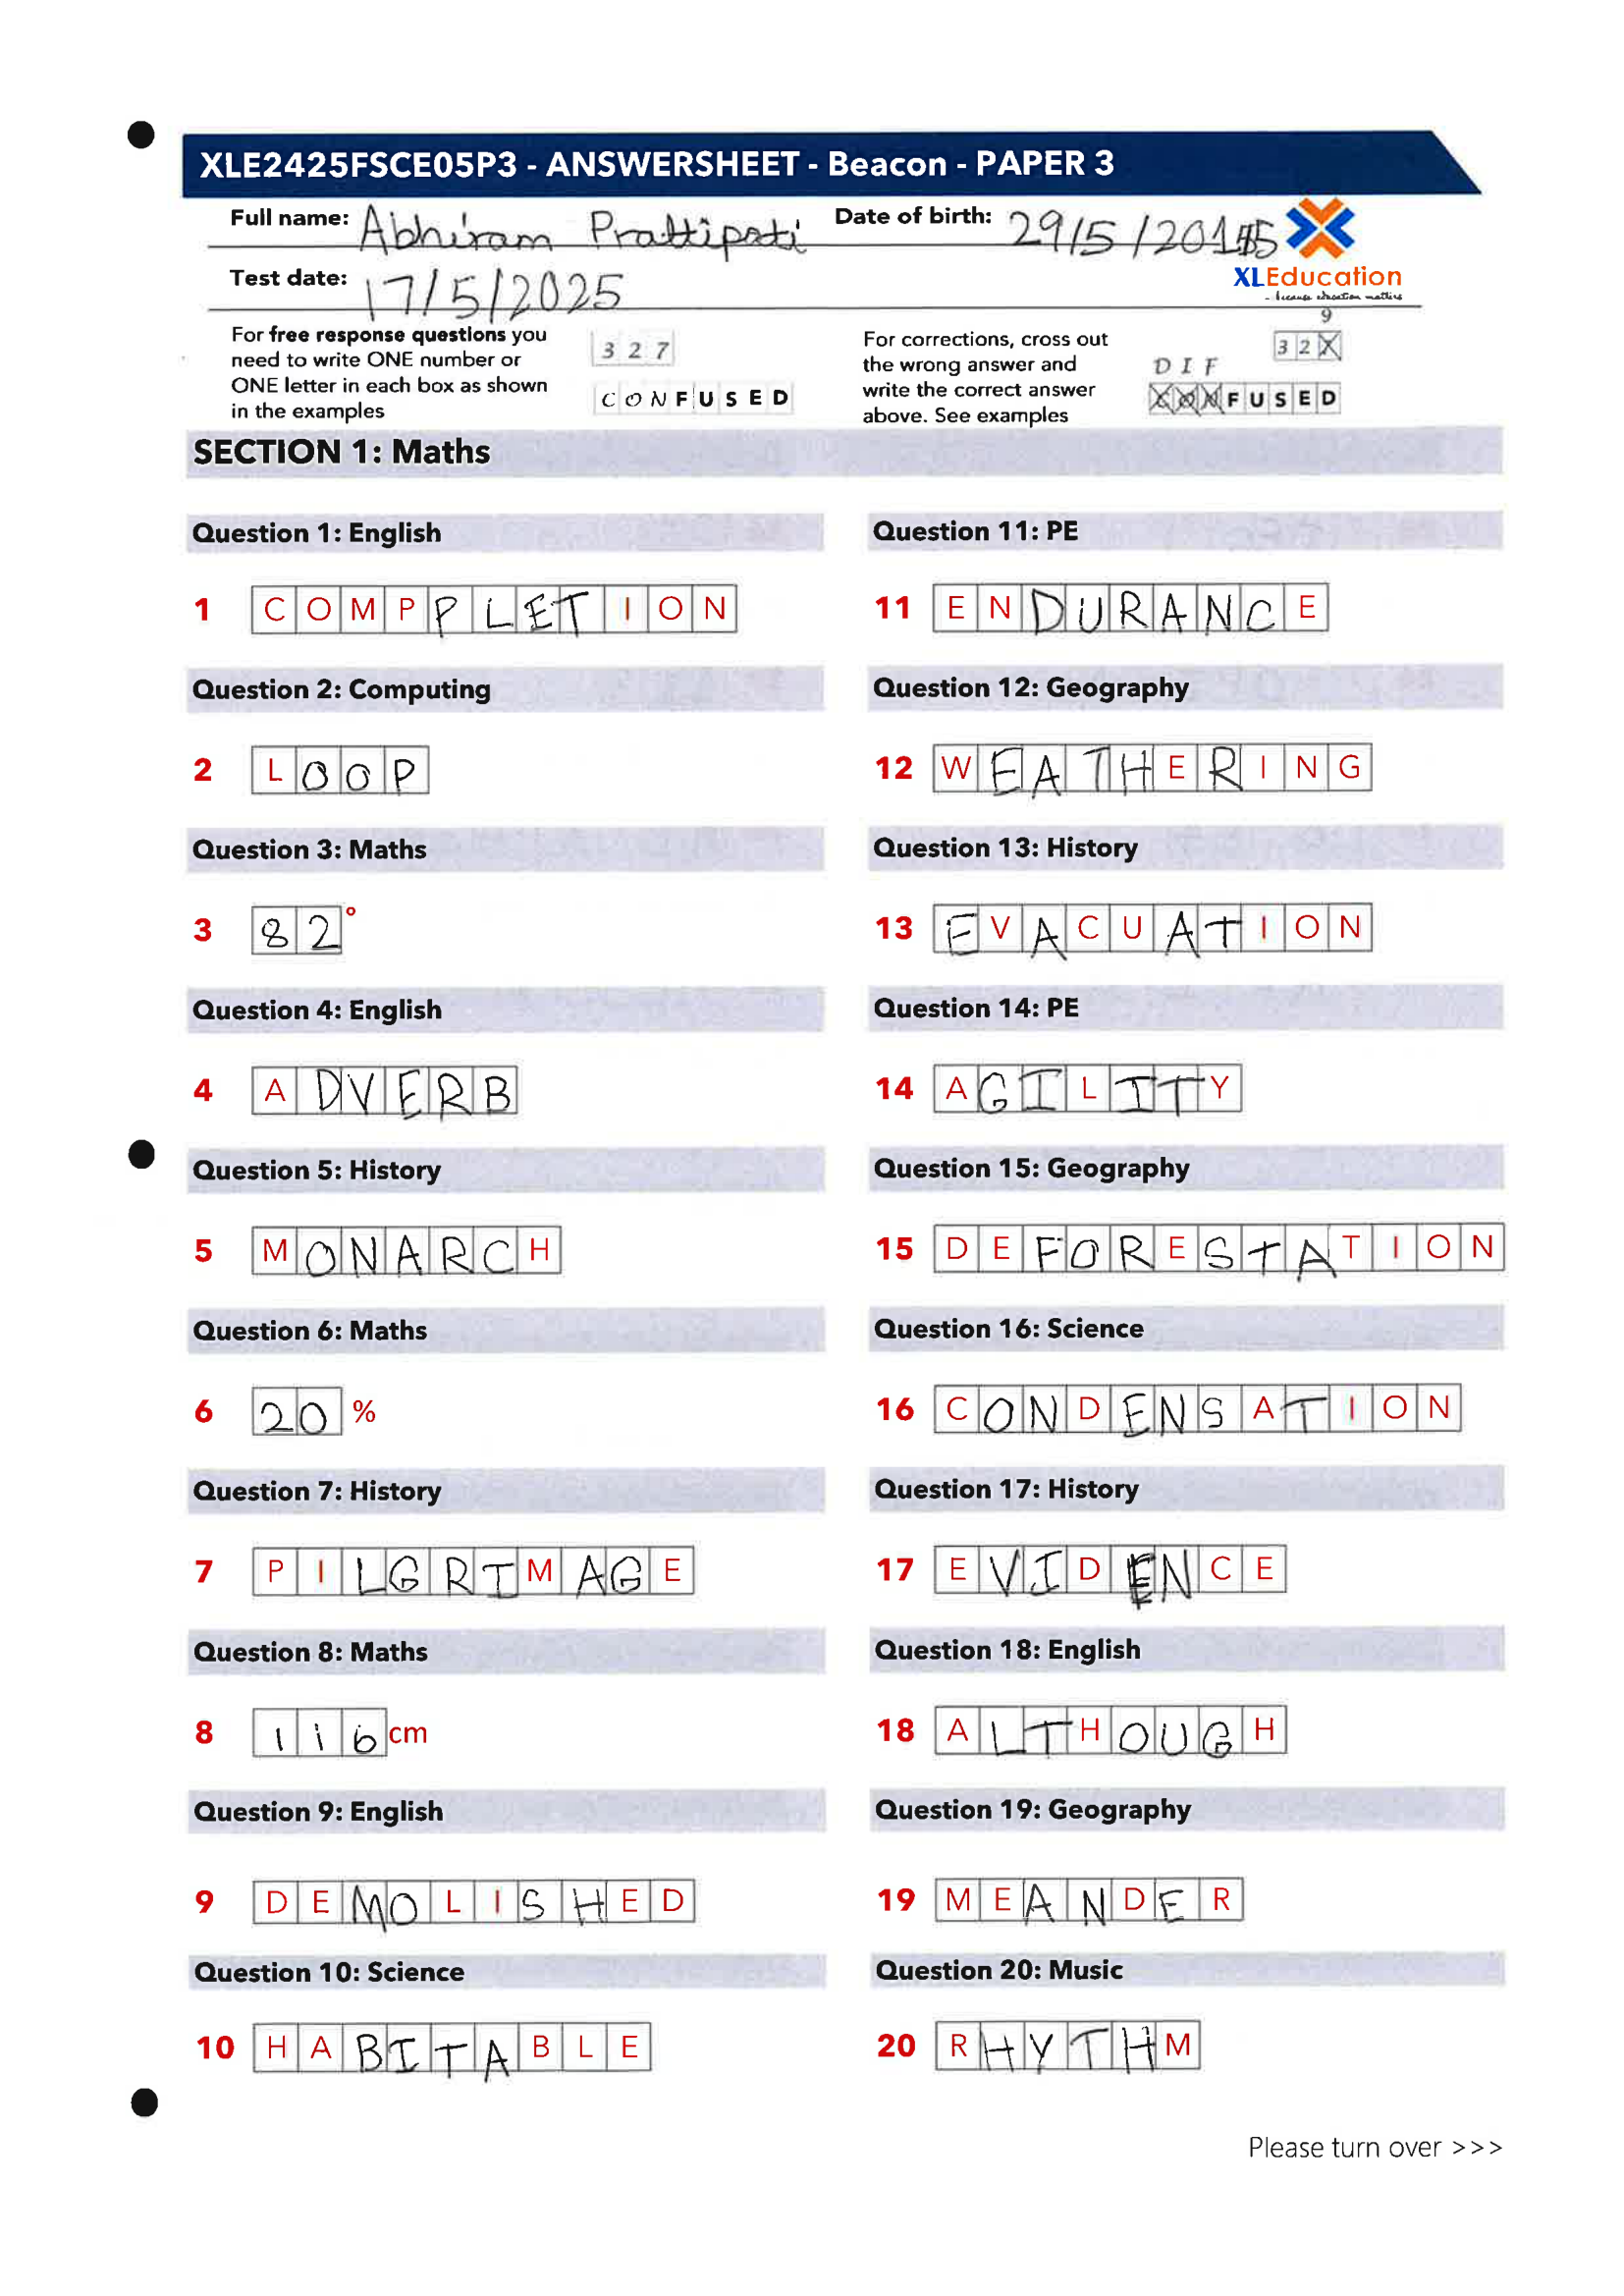 XLE2425FSCE05P3 - ANSWERSHEET - Beacon - PAPER 3
Full name: Abhiram Prattipati Date of birth: 29/5/2015
Test date: 17/5/2025
XLEducation
- because education matters
For free response questions you
need to write ONE number or
ONE letter in each box as shown
in the examples
3 2 7
C O N F U S E D
For corrections, cross out
the wrong answer and
write the correct answer
above. See examples
9
3 2 X
D I F
F U S E D
SECTION 1: Maths
Question 1: English
1 C O M P P L E T I O N
Question 2: Computing
2 L O O P
Question 3: Maths
3 8 2 °
Question 4: English
4 A D V E R B
Question 5: History
5 M O N A R C H
Question 6: Maths
6 2 0 %
Question 7: History
7 P I L G R I M A G E
Question 8: Maths
8 1 1 6 cm
Question 9: English
9 D E M O L I S H E D
Question 10: Science
10 H A B I T A B L E
Question 11: PE
11 E N D U R A N C E
Question 12: Geography
12 W E A T H E R I N G
Question 13: History
13 E V A C U A T I O N
Question 14: PE
14 A G I L I T Y
Question 15: Geography
15 D E F O R E S T A T I O N
Question 16: Science
16 C O N D E N S A T I O N
Question 17: History
17 E V I D E N C E
Question 18: English
18 A L T H O U G H
Question 19: Geography
19 M E A N D E R
Question 20: Music
20 R H Y T H M
Please turn over >>>